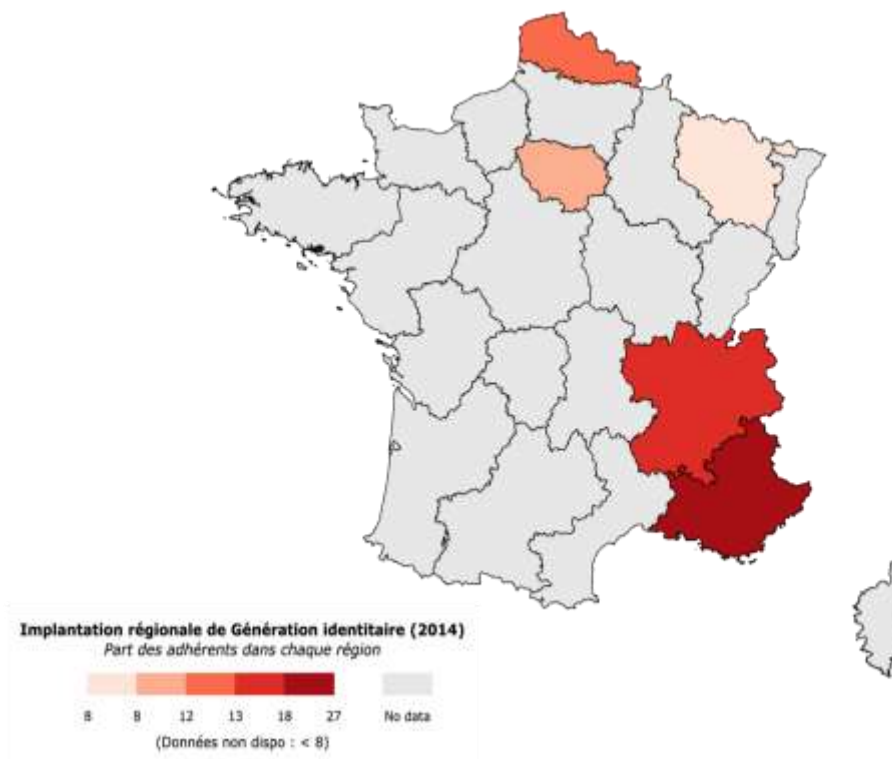 Implantation régionale de Génération identitaire (2014)
Part des adhérents dans chaque région
8 8 12 13 18 27 No data
(Données non dispo : < 8)